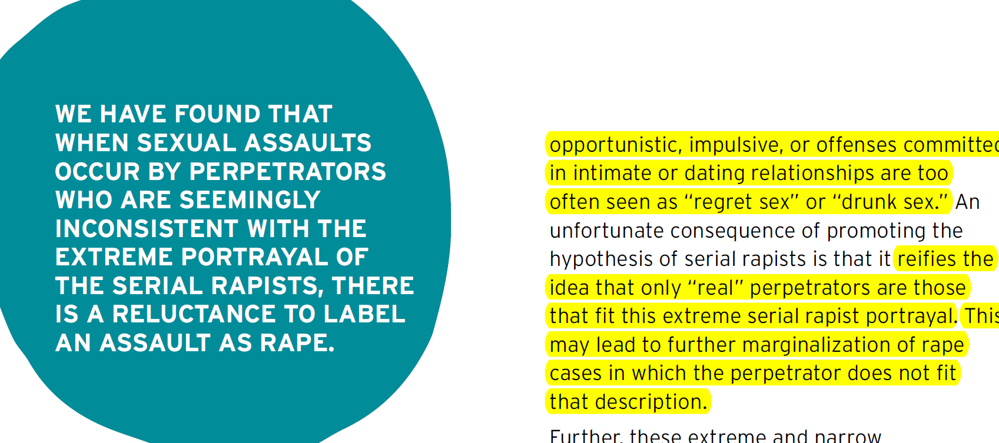 WE HAVE FOUND THAT
WHEN SEXUAL ASSAULTS
OCCUR BY PERPETRATORS
WHO ARE SEEMINGLY
INCONSISTENT WITH THE
EXTREME PORTRAYAL OF
THE SERIAL RAPISTS, THERE
IS A RELUCTANCE TO LABEL
AN ASSAULT AS RAPE.
opportunistic, impulsive, or offenses committed
in intimate or dating relationships are too
often seen as “regret sex” or “drunk sex.” An
unfortunate consequence of promoting the
hypothesis of serial rapists is that it reifies the
idea that only “real” perpetrators are those
that fit this extreme serial rapist portrayal. This
may lead to further marginalization of rape
cases in which the perpetrator does not fit
that description.
Further, these extreme and narrow